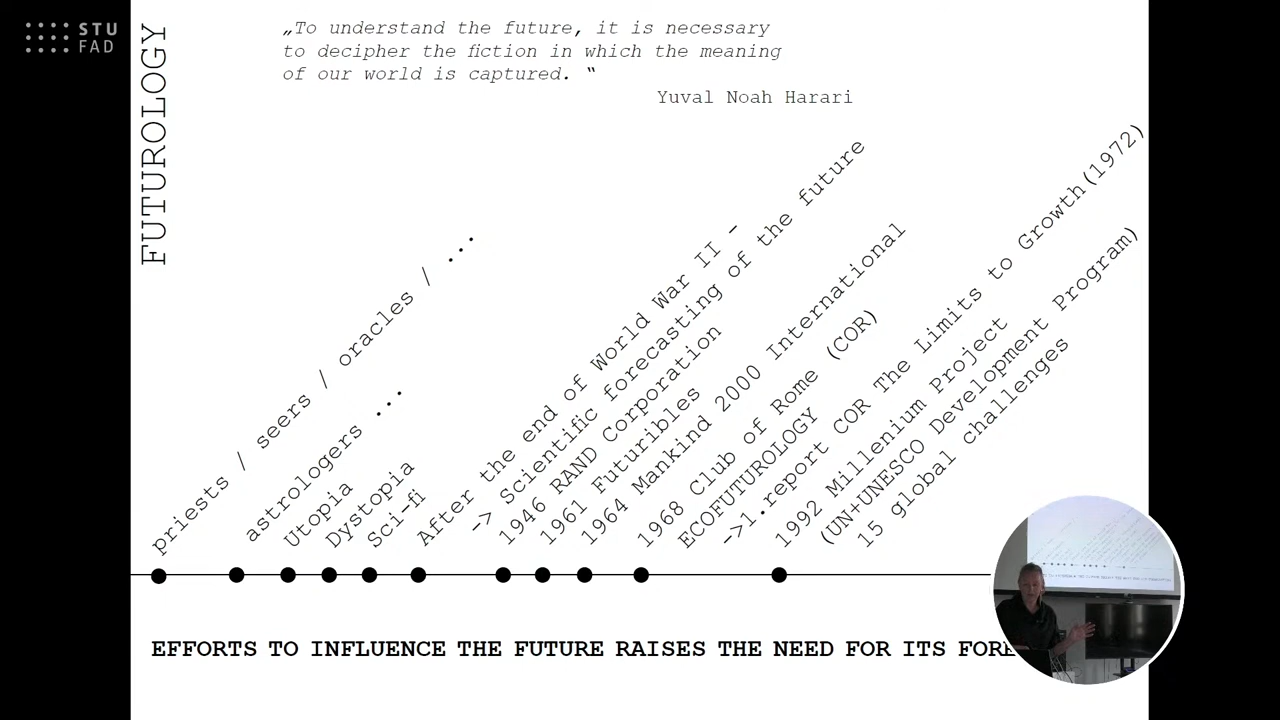 STU
FAD
FUTUROLOGY
„To understand the future, it is necessary
to decipher the fiction in which the meaning
of our world is captured. “
Yuval Noah Harari
priests / seers / oracles / ...
astrologers ...
Utopia
Dystopia
Sci-fi
After the end of World War II -
-> Scientific forecasting of the future
1946 RAND Corporation
1961 Futuribles
1964 Mankind 2000 International
1968 Club of Rome (COR)
ECOFUTUROLOGY
->1.report COR The Limits to Growth(1972)
1992 Millenium Project
(UN+UNESCO Development Program)
15 global challenges
EFFORTS TO INFLUENCE THE FUTURE RAISES THE NEED FOR ITS